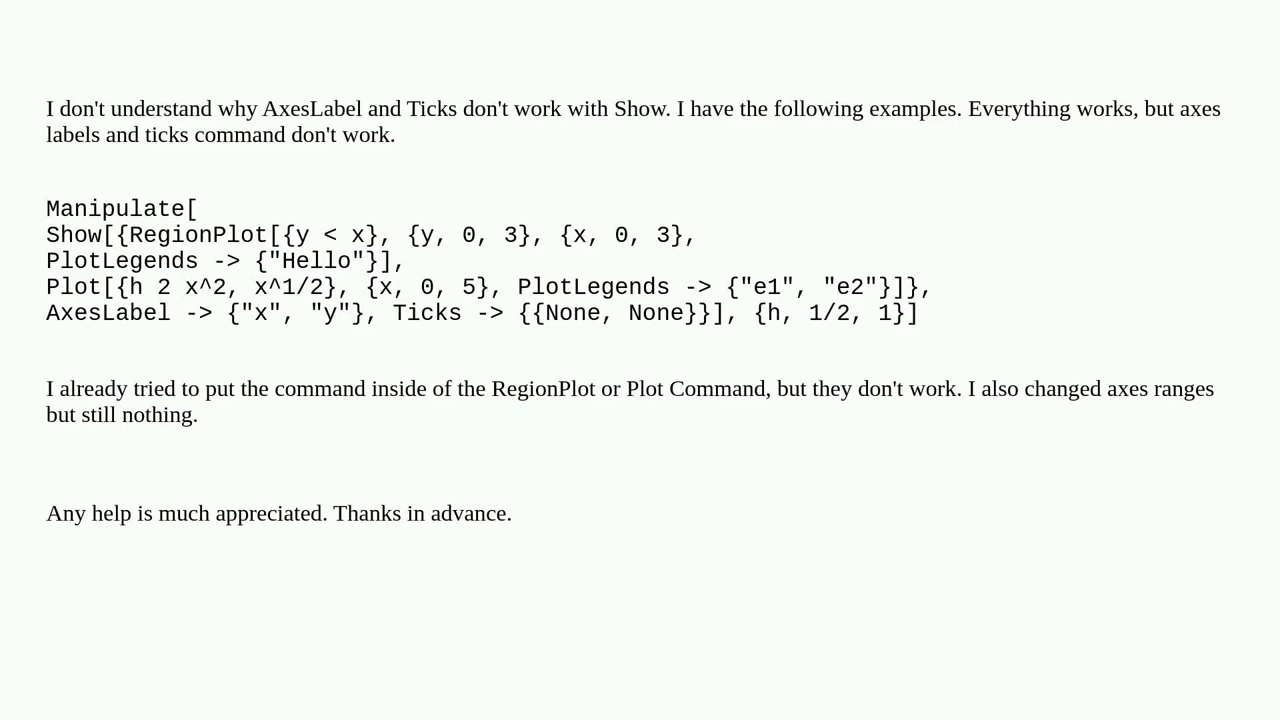 I don't understand why AxesLabel and Ticks don't work with Show. I have the following examples. Everything works, but axes
labels and ticks command don't work.
Manipulate[
Show[{RegionPlot[{y < x}, {y, 0, 3}, {x, 0, 3},
PlotLegends -> {"Hello"}],
Plot[{h 2 x^2, x^1/2}, {x, 0, 5}, PlotLegends -> {"e1", "e2"}]},
AxesLabel -> {"x", "y"}, Ticks -> {{None, None}}], {h, 1/2, 1}]
I already tried to put the command inside of the RegionPlot or Plot Command, but they don't work. I also changed axes ranges
but still nothing.
Any help is much appreciated. Thanks in advance.